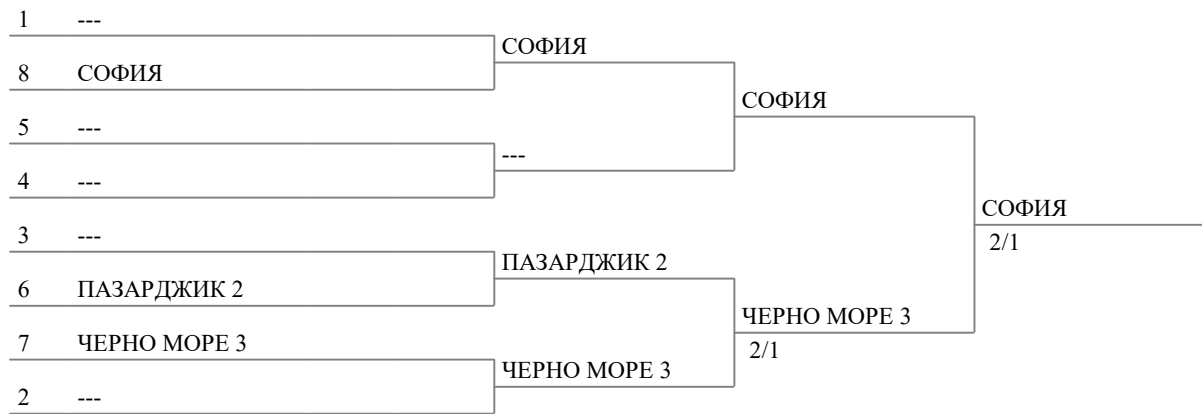 1 ---
СОФИЯ
8 СОФИЯ
СОФИЯ
5 ---
---
4 ---
СОФИЯ
2/1
3 ---
ПАЗАРДЖИК 2
6 ПАЗАРДЖИК 2
ЧЕРНО МОРЕ 3
2/1
7 ЧЕРНО МОРЕ 3
ЧЕРНО МОРЕ 3
2 ---